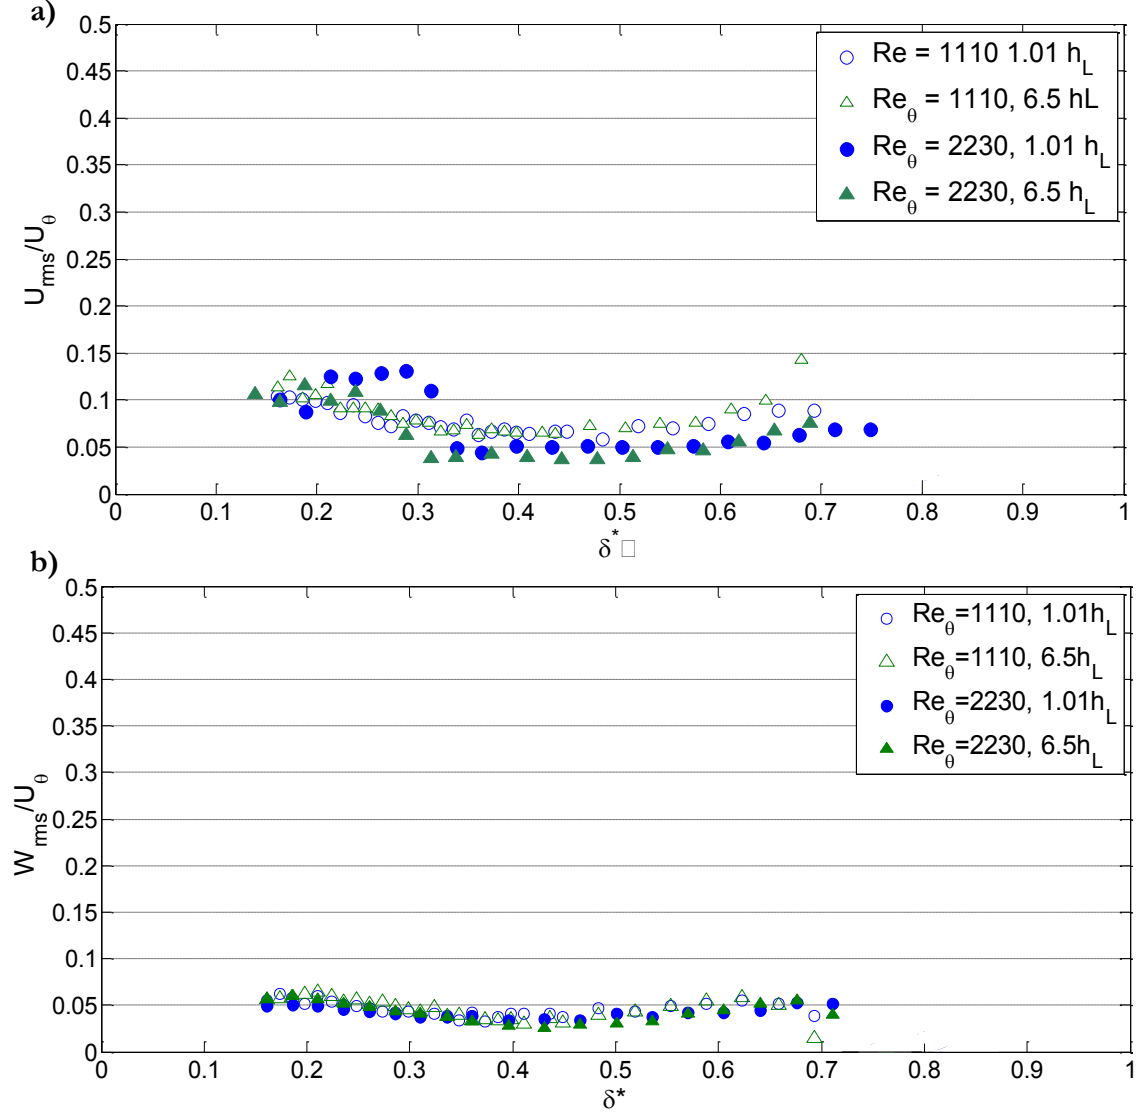 a)
0.5
0.45
0.4
0.35
0.3
0.25
0.2
0.15
0.1
0.05
0
U_rms/U_θ
Re = 1110 1.01 h_L
Re_θ = 1110, 6.5 hL
Re_θ = 2230, 1.01 h_L
Re_θ = 2230, 6.5 h_L
0 0.1 0.2 0.3 0.4 0.5 0.6 0.7 0.8 0.9 1
δ*□
b)
0.5
0.45
0.4
0.35
0.3
0.25
0.2
0.15
0.1
0.05
0
W_rms/U_θ
Re_θ=1110, 1.01h_L
Re_θ=1110, 6.5h_L
Re_θ=2230, 1.01h_L
Re_θ=2230, 6.5h_L
0 0.1 0.2 0.3 0.4 0.5 0.6 0.7 0.8 0.9 1
δ*